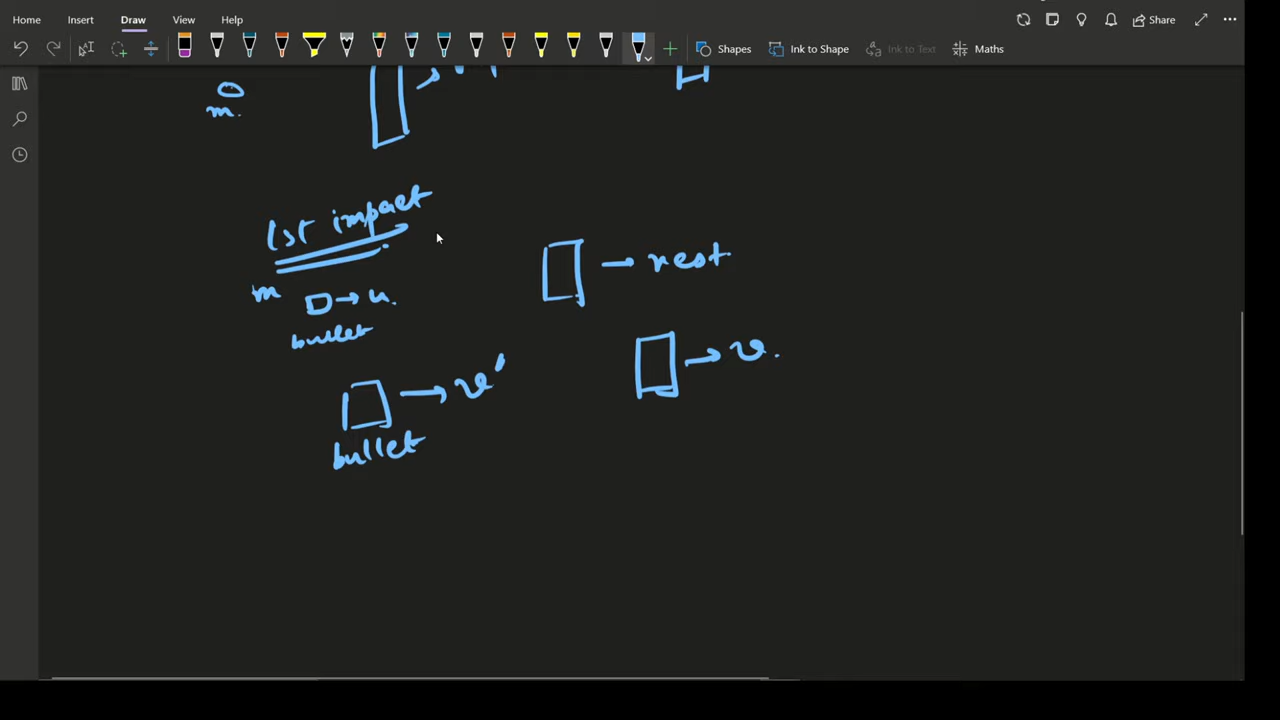 Home Insert Draw View Help Share
Shapes Ink to Shape Ink to Text Maths
m.
1st impact
→ rest
m D → u.
bullet
→ v.
→ v'
bullet